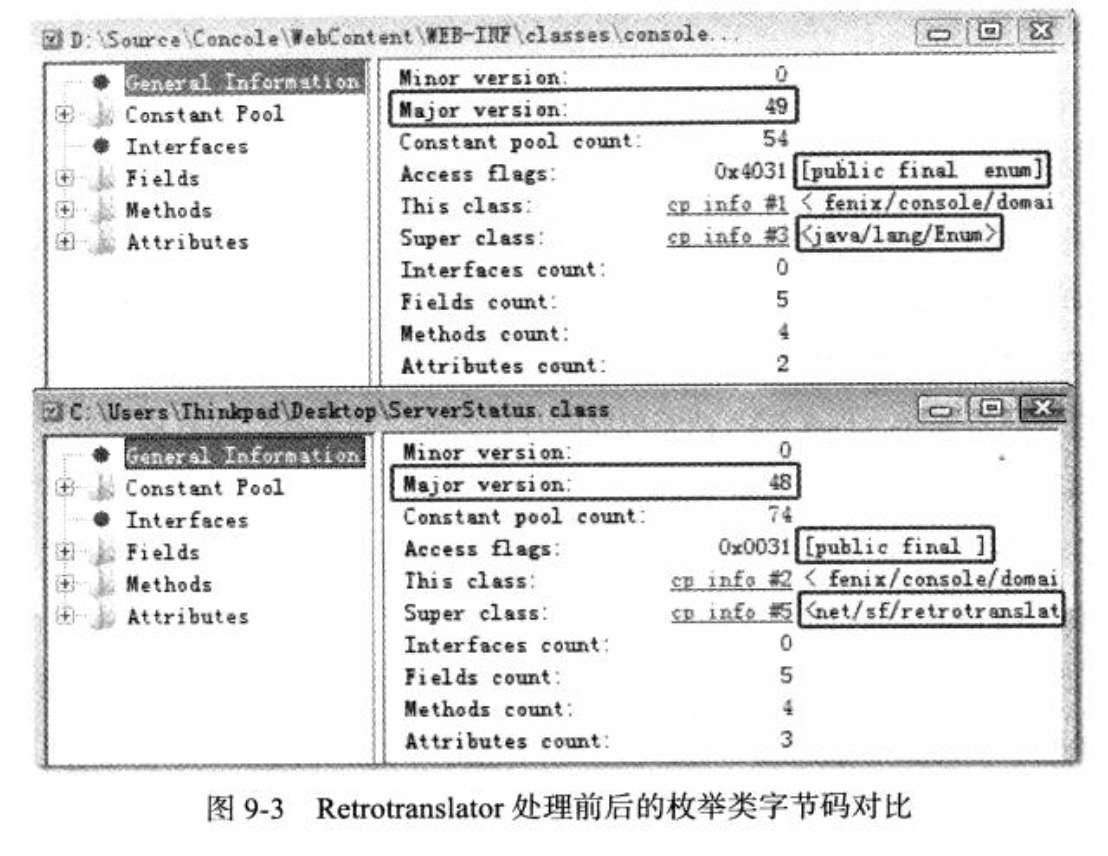 D:\Source\Concole\WebContent\WEB-INF\classes\console...
General Information
Constant Pool
Interfaces
Fields
Methods
Attributes
Minor version: 0
Major version: 49
Constant pool count: 54
Access flags: 0x4031 [public final enum]
This class: cp info #1 < fenix/console/domai
Super class: cp info #3 <java/lang/Enum>
Interfaces count: 0
Fields count: 5
Methods count: 4
Attributes count: 2
C:\Users\Thinkpad\Desktop\ServerStatus.class
General Information
Constant Pool
Interfaces
Fields
Methods
Attributes
Minor version: 0
Major version: 48
Constant pool count: 74
Access flags: 0x0031 [public final ]
This class: cp info #2 < fenix/console/domai
Super class: cp info #5 <net/sf/retrotranslat
Interfaces count: 0
Fields count: 5
Methods count: 4
Attributes count: 3
图 9-3 Retrotranslator 处理前后的枚举类字节码对比